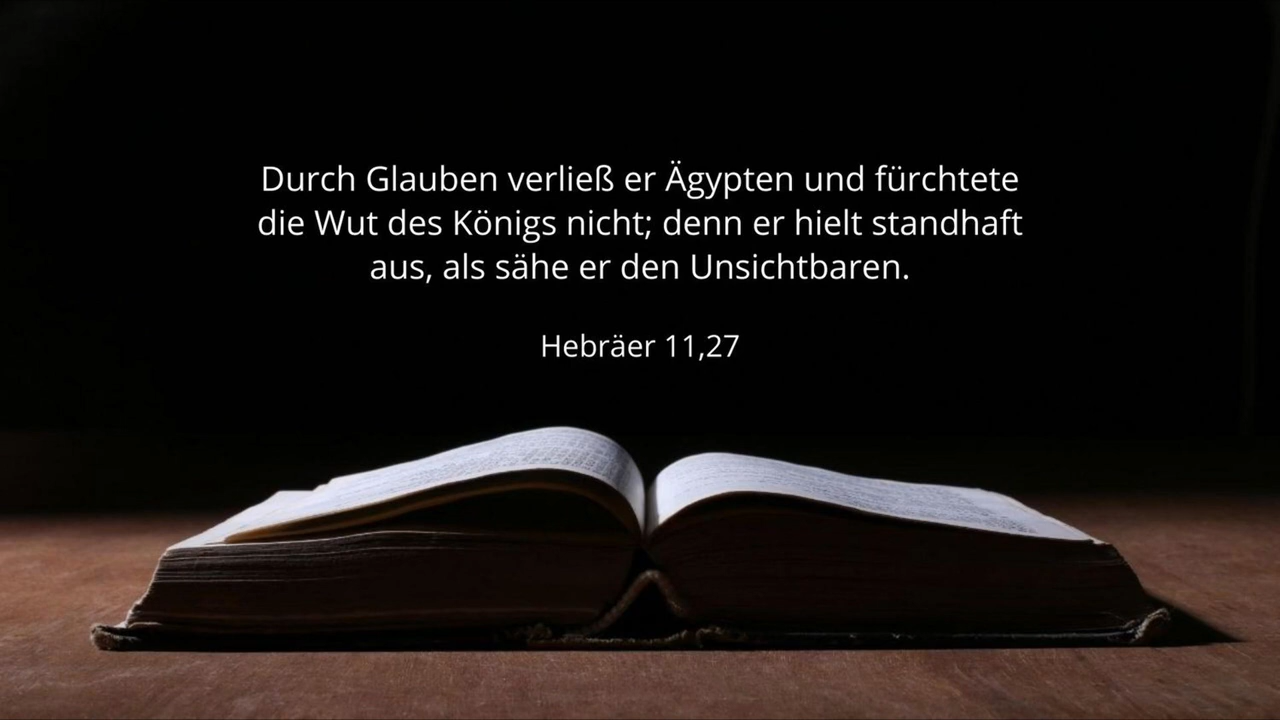 Durch Glauben verließ er Ägypten und fürchtete
die Wut des Königs nicht; denn er hielt standhaft
aus, als sähe er den Unsichtbaren.
Hebräer 11,27